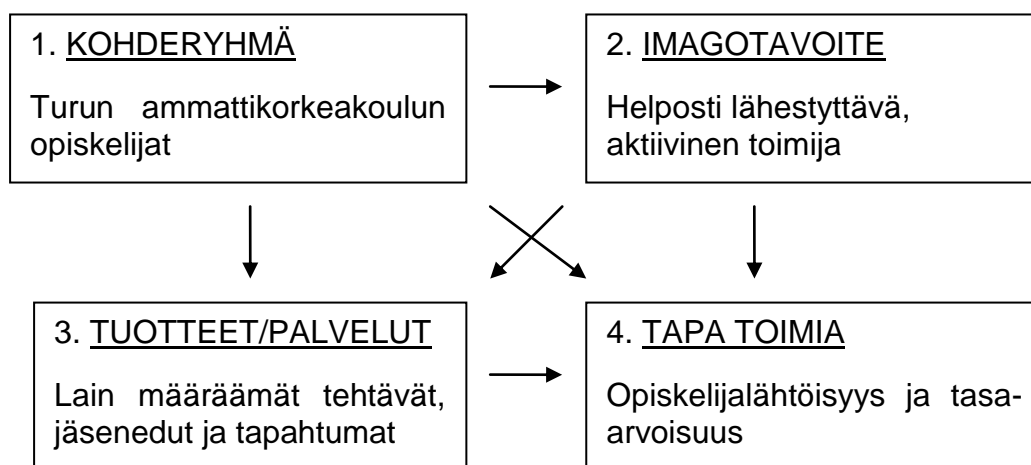 1. KOHDERYHMÄ
Turun ammattikorkeakoulun
opiskelijat
2. IMAGOTAVOITE
Helposti lähestyttävä,
aktiivinen toimija
3. TUOTTEET/PALVELUT
Lain määräämät tehtävät,
jäsenedut ja tapahtumat
4. TAPA TOIMIA
Opiskelijalähtöisyys ja tasa-
arvoisuus